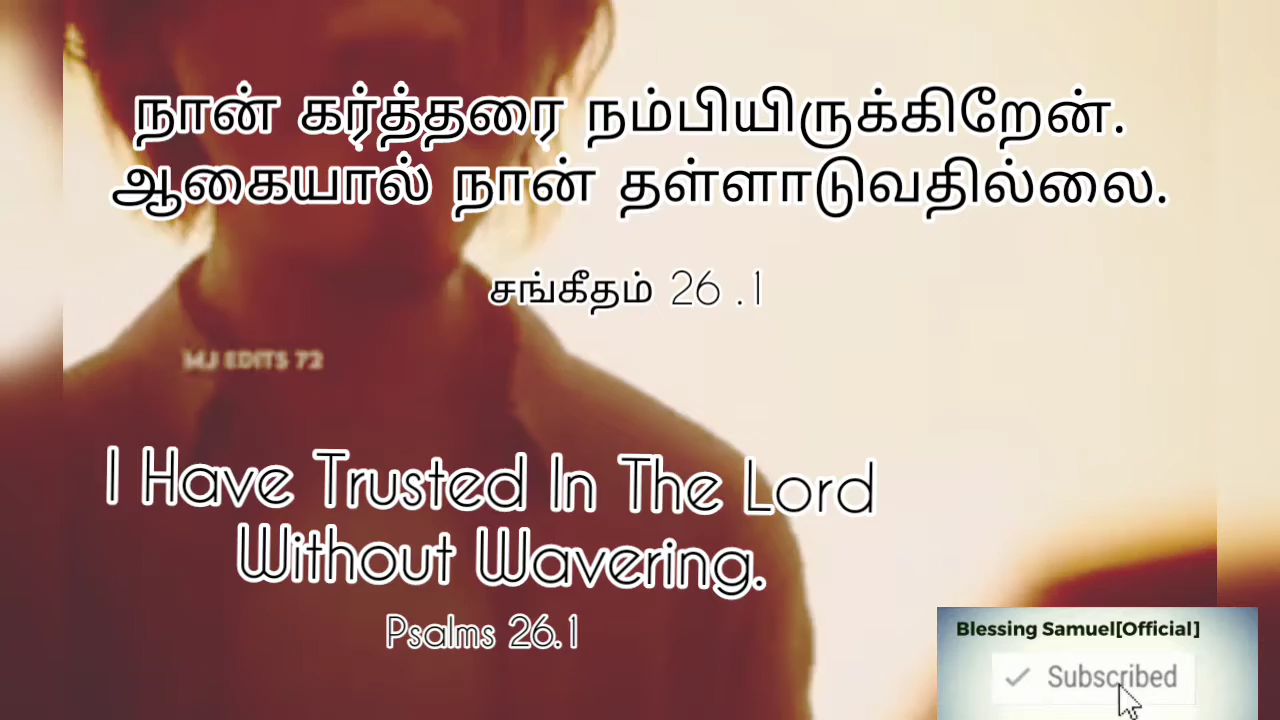 நான் கர்த்தரை நம்பியிருக்கிறேன்.
ஆகையால் நான் தள்ளாடுவதில்லை.
சங்கீதம் 26 .1
MJ EDITS 72
I Have Trusted In The Lord
Without Wavering.
Psalms 26.1
Blessing Samuel[Official]
Subscribed